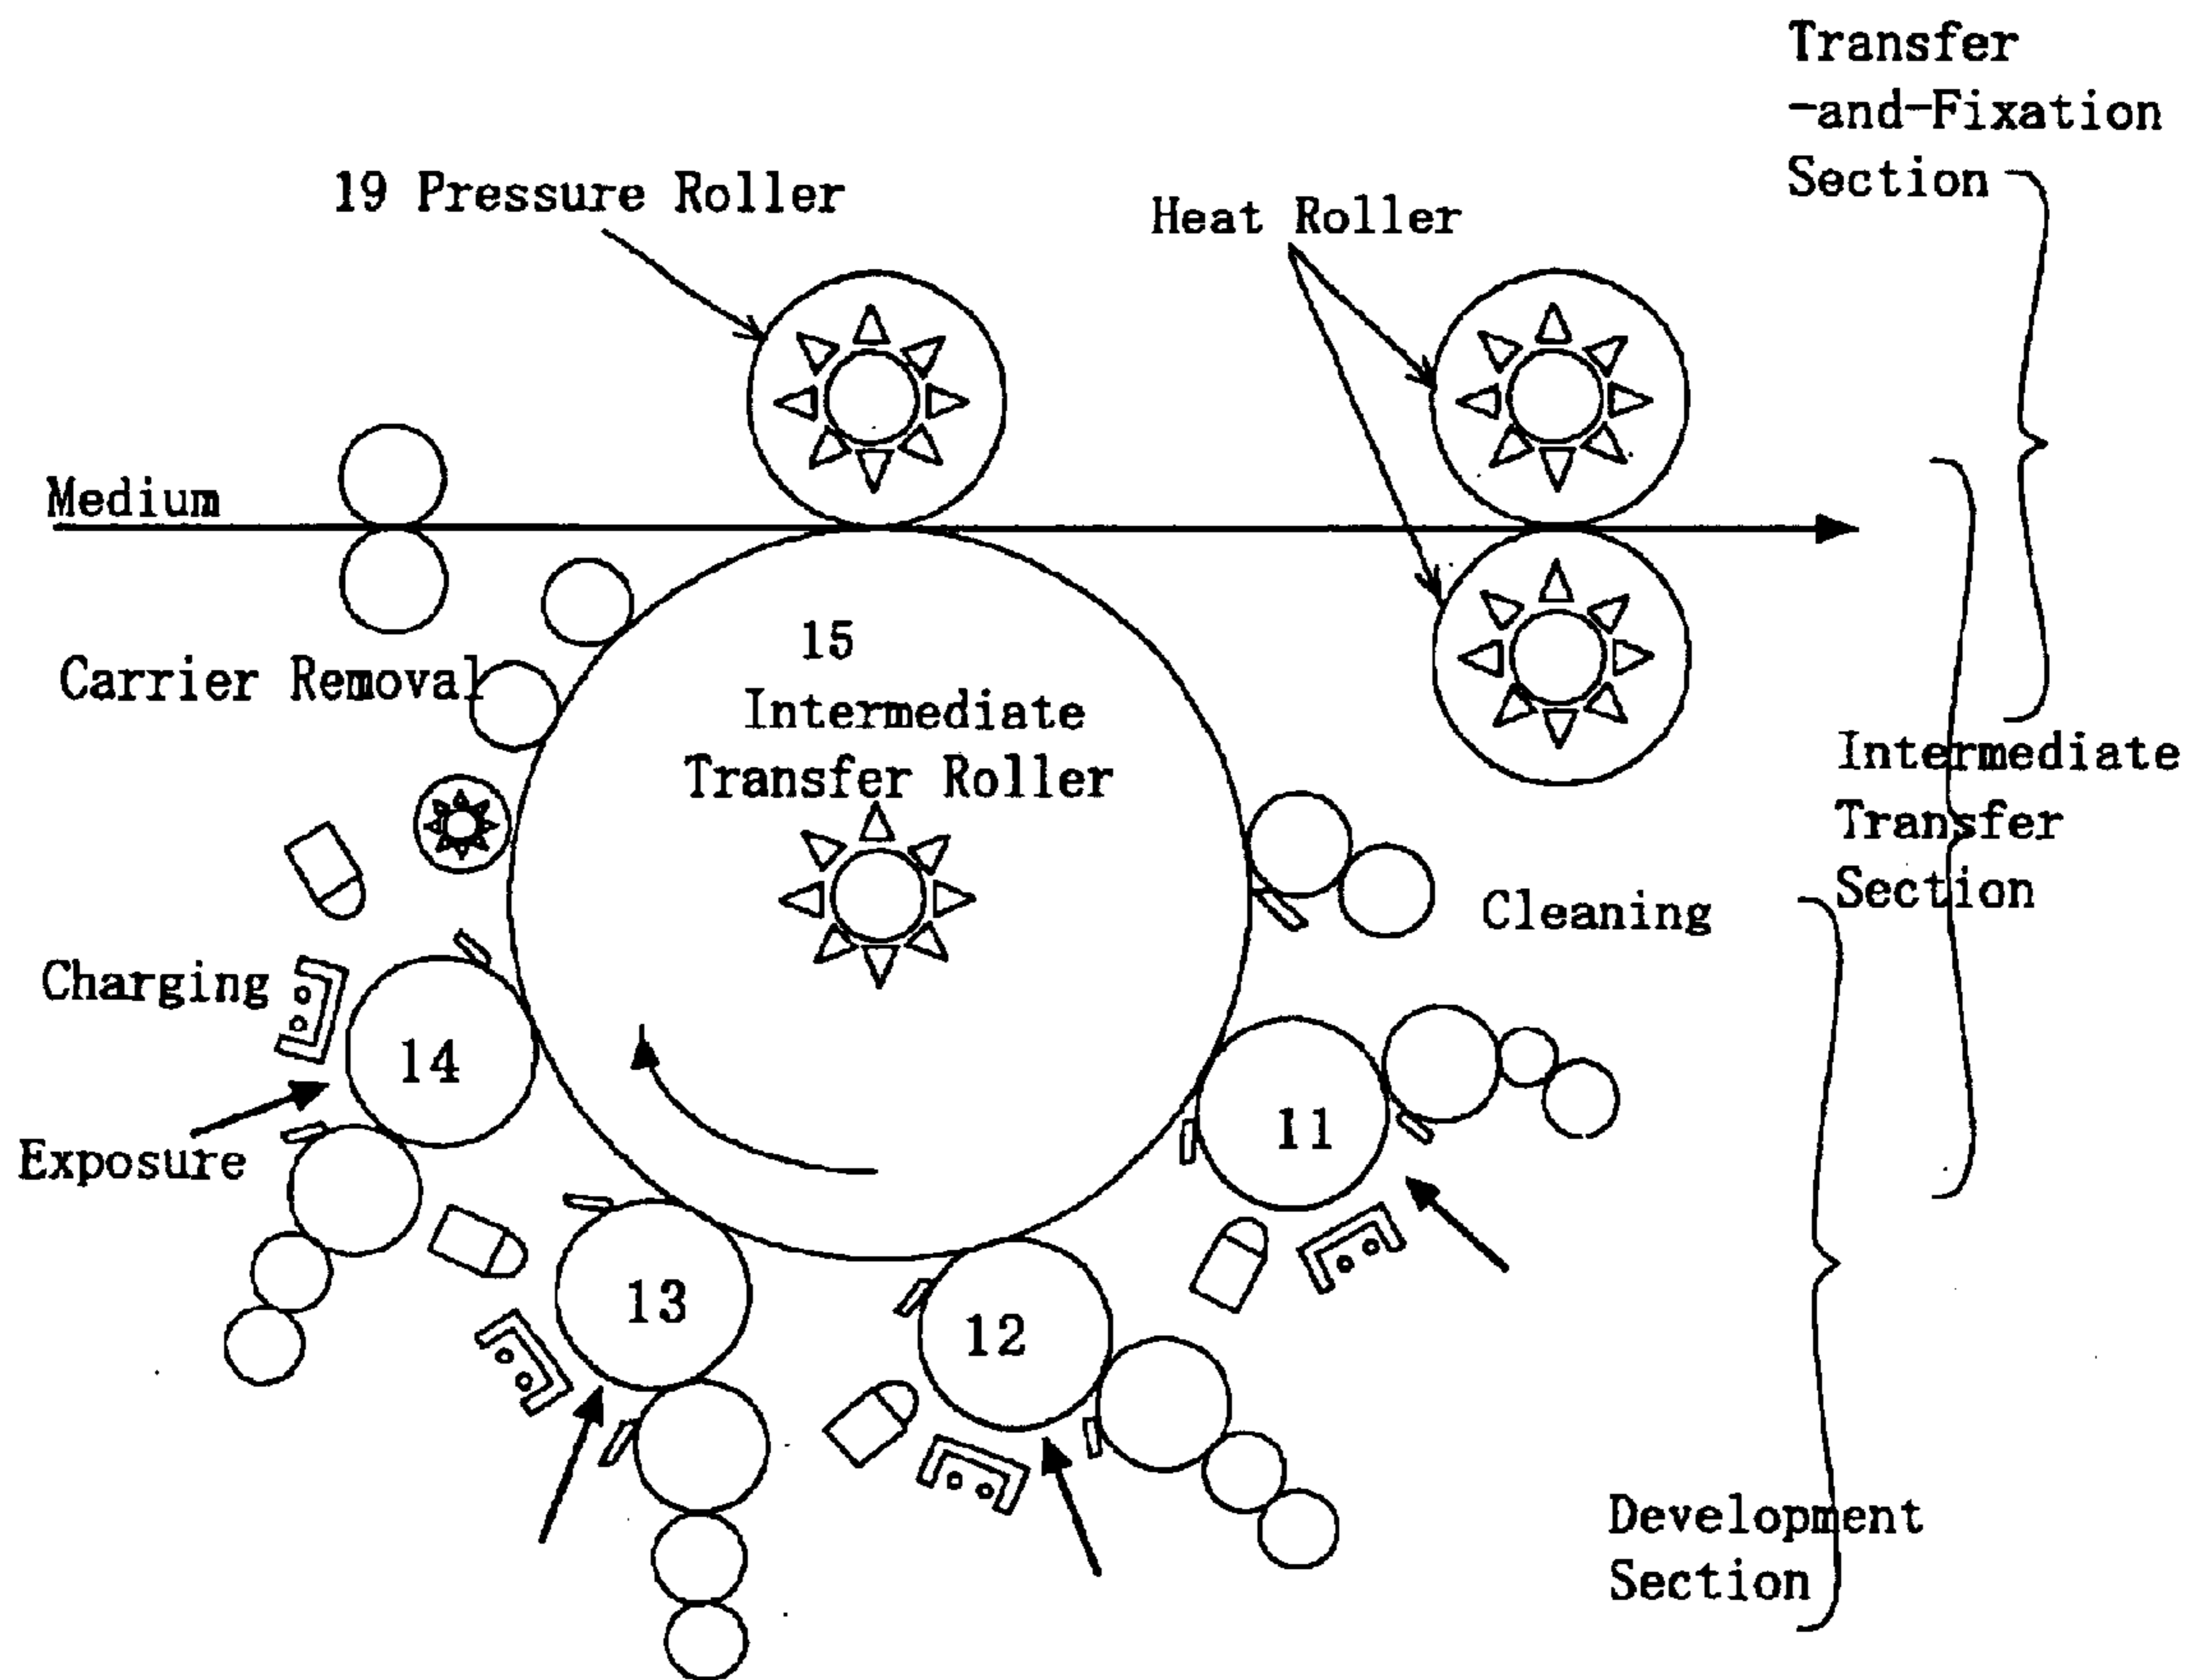 Transfer
-and-Fixation
Section
19 Pressure Roller
Heat Roller
Medium
15
Carrier Removal
Intermediate
Transfer Roller
Intermediate
Transfer
Section
Cleaning
Charging
14
11
Exposure
13
12
Development
Section